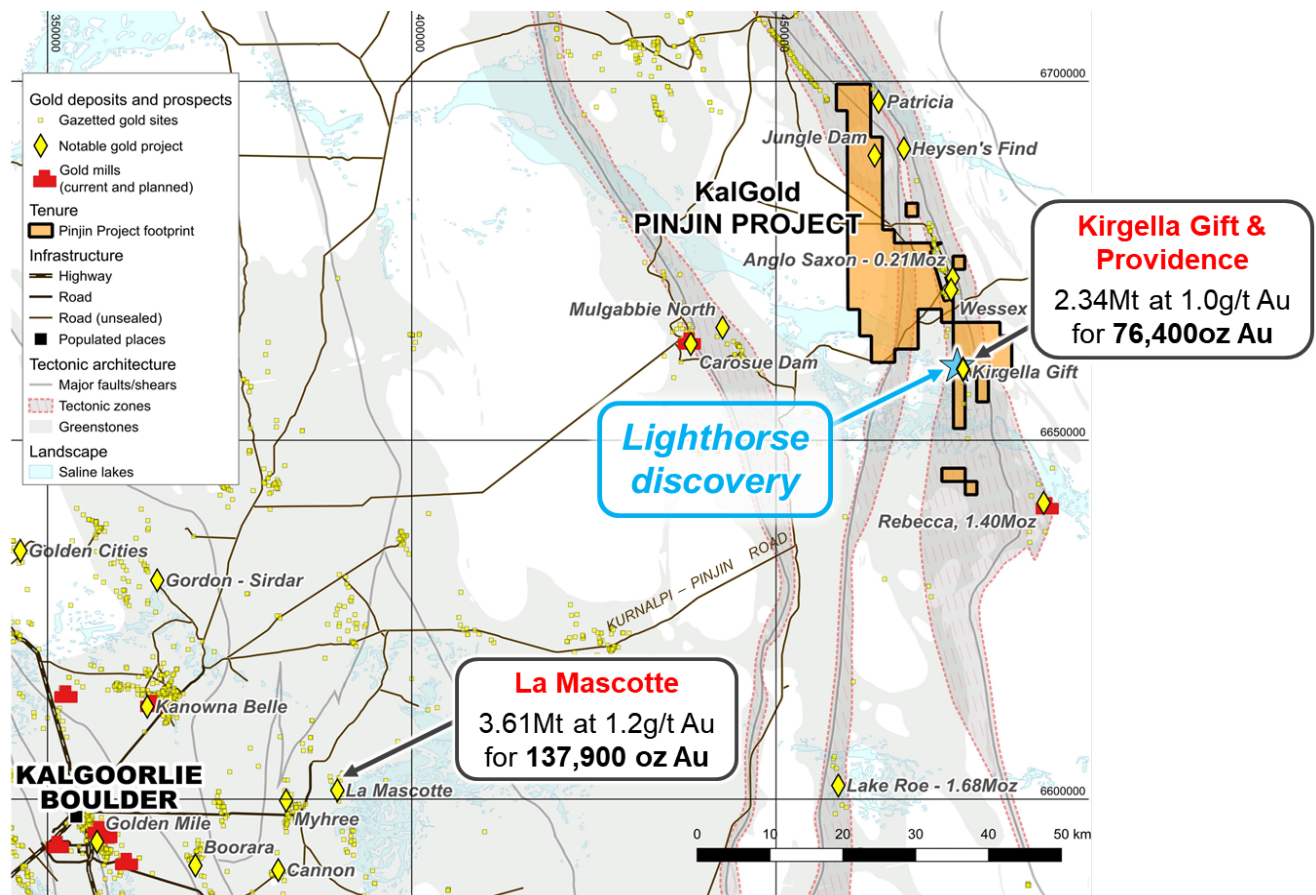 350000
400000
450000
6700000
6650000
6600000
Gold deposits and prospects
Gazetted gold sites
Notable gold project
Gold mills
(current and planned)
Tenure
Pinjin Project footprint
Infrastructure
Highway
Road
Road (unsealed)
Populated places
Tectonic architecture
Major faults/shears
Tectonic zones
Greenstones
Landscape
Saline lakes
Patricia
Jungle Dam
Heysen's Find
KalGold
PINJIN PROJECT
Anglo Saxon - 0.21Moz
Wessex
Mulgabbie North
Carosue Dam
Kirgella Gift
Kirgella Gift &
Providence
2.34Mt at 1.0g/t Au
for 76,400oz Au
Lighthorse
discovery
Rebecca, 1.40Moz
Golden Cities
Gordon - Sirdar
KURNALPI – PINJIN ROAD
Kanowna Belle
La Mascotte
3.61Mt at 1.2g/t Au
for 137,900 oz Au
KALGOORLIE
BOULDER
Golden Mile
La Mascotte
Myhree
Boorara
Cannon
Lake Roe - 1.68Moz
0 10 20 30 40 50 km